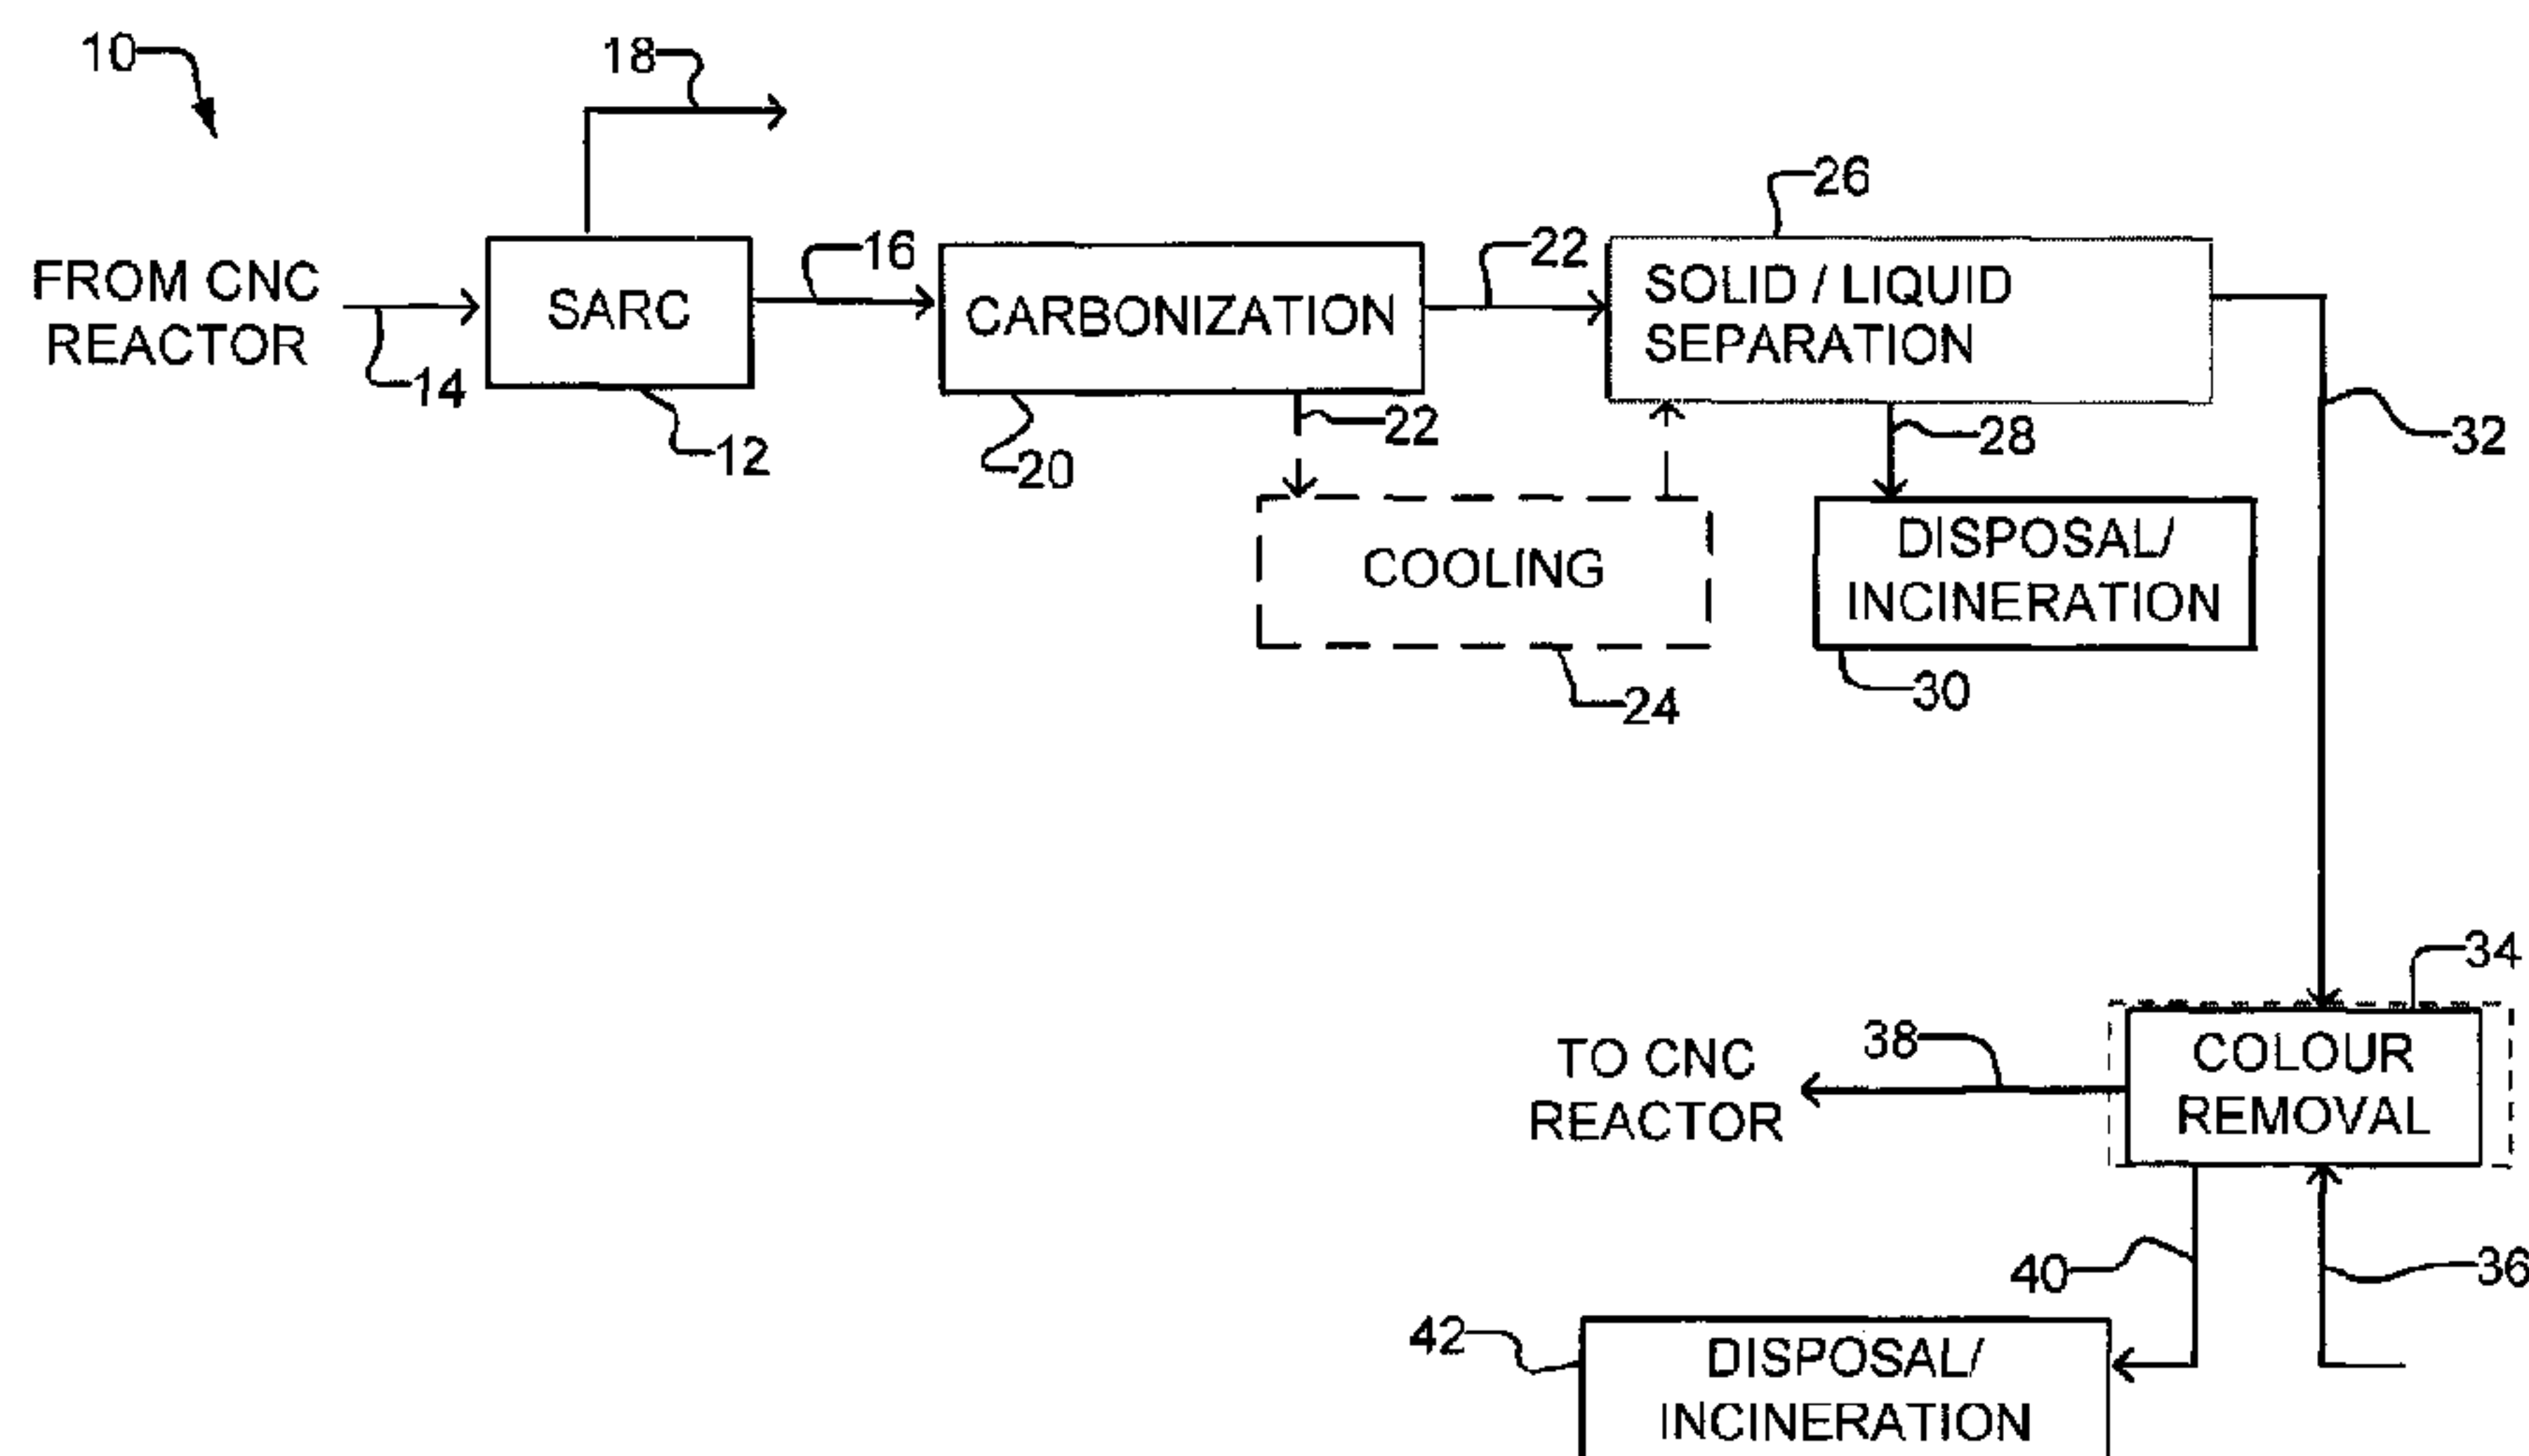 10
18
26
FROM CNC
REACTOR
14
SARC
12
16
CARBONIZATION
20
22
22
SOLID / LIQUID
SEPARATION
28
32
COOLING
24
DISPOSAL/
INCINERATION
30
34
COLOUR
REMOVAL
38
TO CNC
REACTOR
40
36
42
DISPOSAL/
INCINERATION